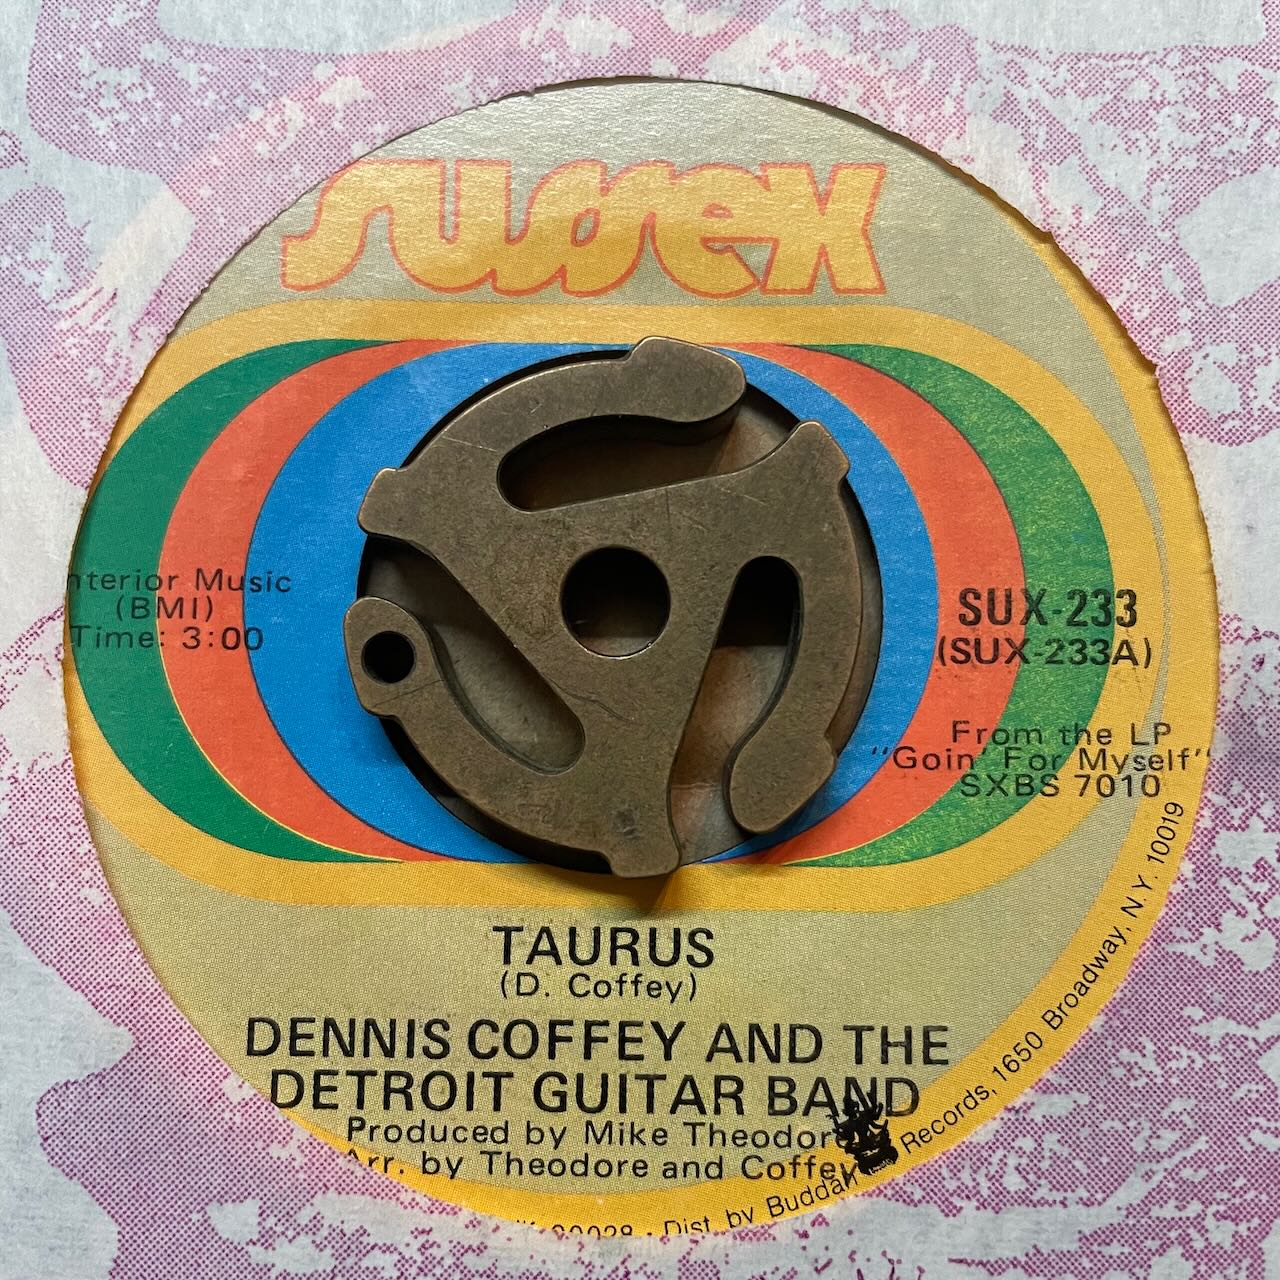 sussex
nterior Music
(BMI)
Time: 3:00
SUX-233
(SUX-233A)
From the LP
"Goin' For Myself"
SXBS 7010
TAURUS
(D. Coffey)
DENNIS COFFEY AND THE
DETROIT GUITAR BAND
Produced by Mike Theodore
Arr. by Theodore and Coffey
90028 - Dist. by Buddah Records, 1650 Broadway, N.Y. 10019